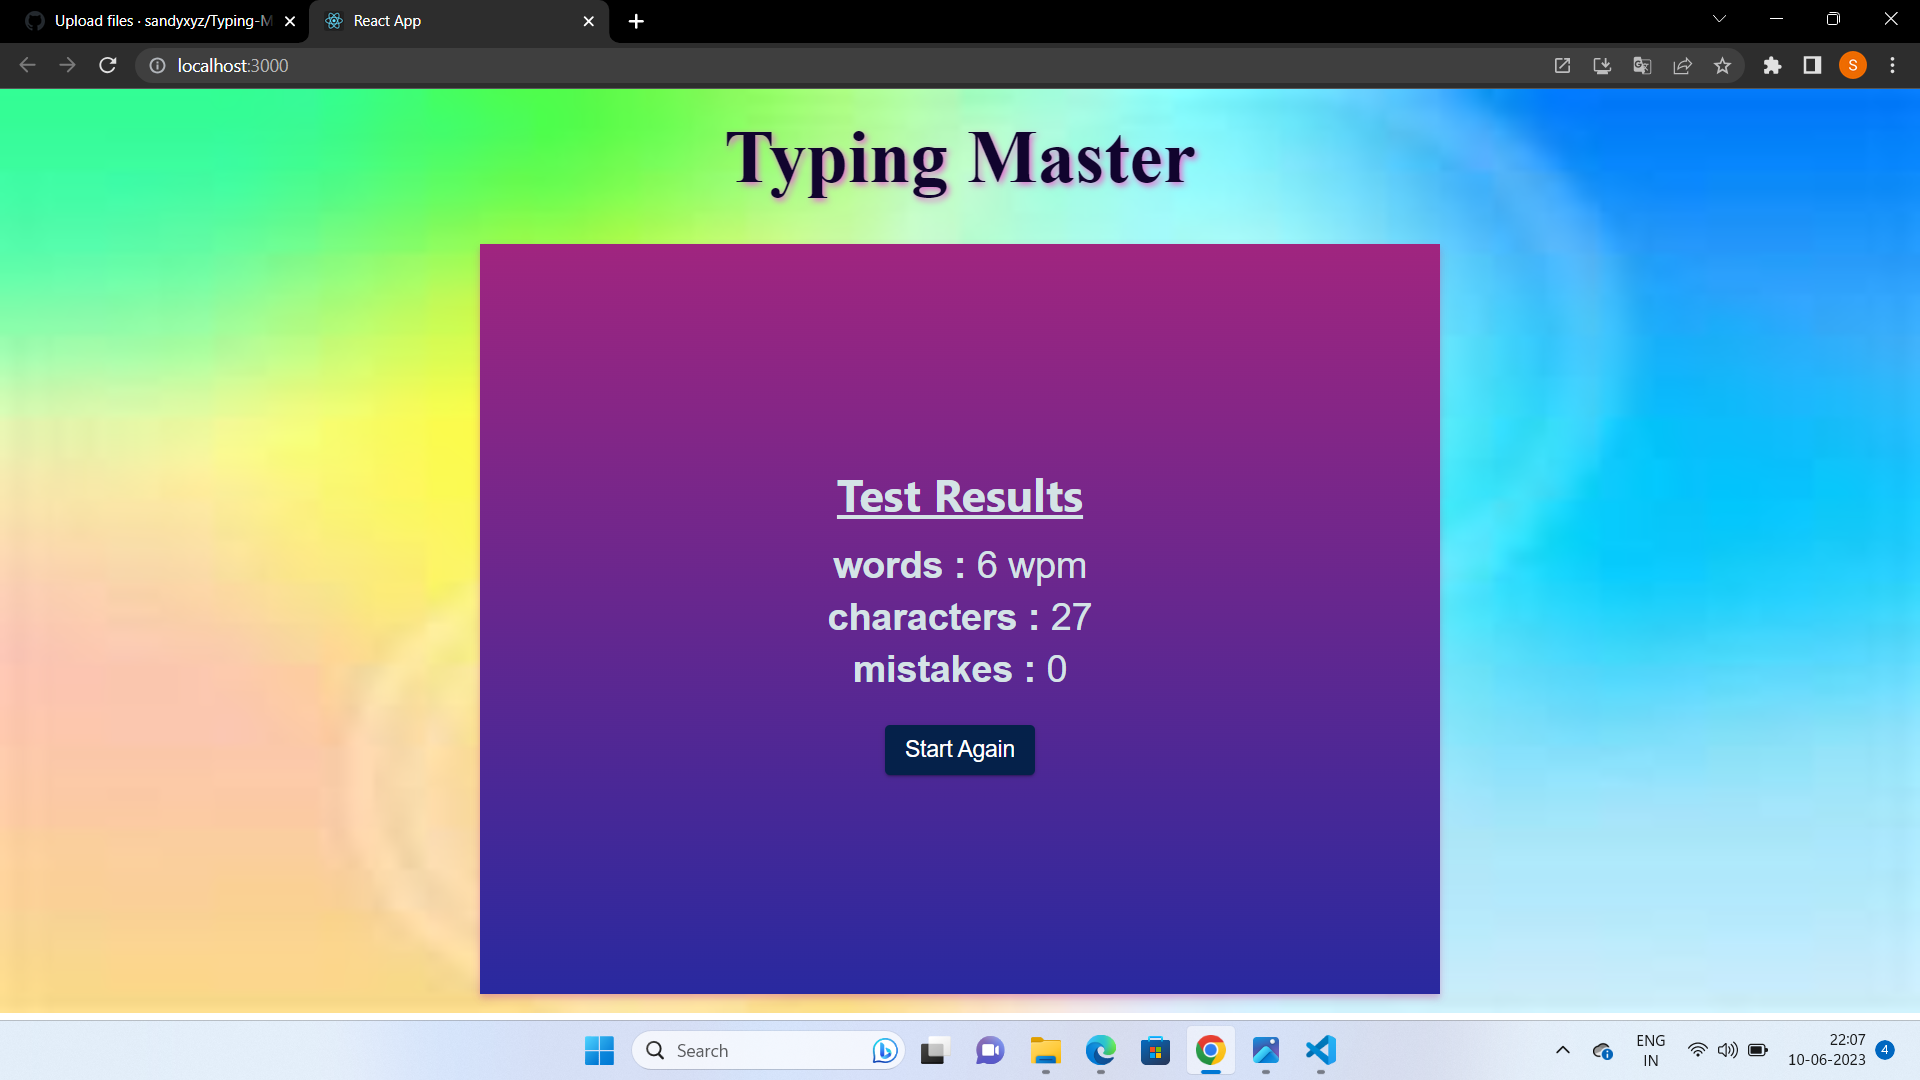 Upload files · sandyxyz/Typing-M
React App
localhost:3000
S
Typing Master
Test Results
words : 6 wpm
characters : 27
mistakes : 0
Start Again
Search
ENG
IN
22:07
10-06-2023
4